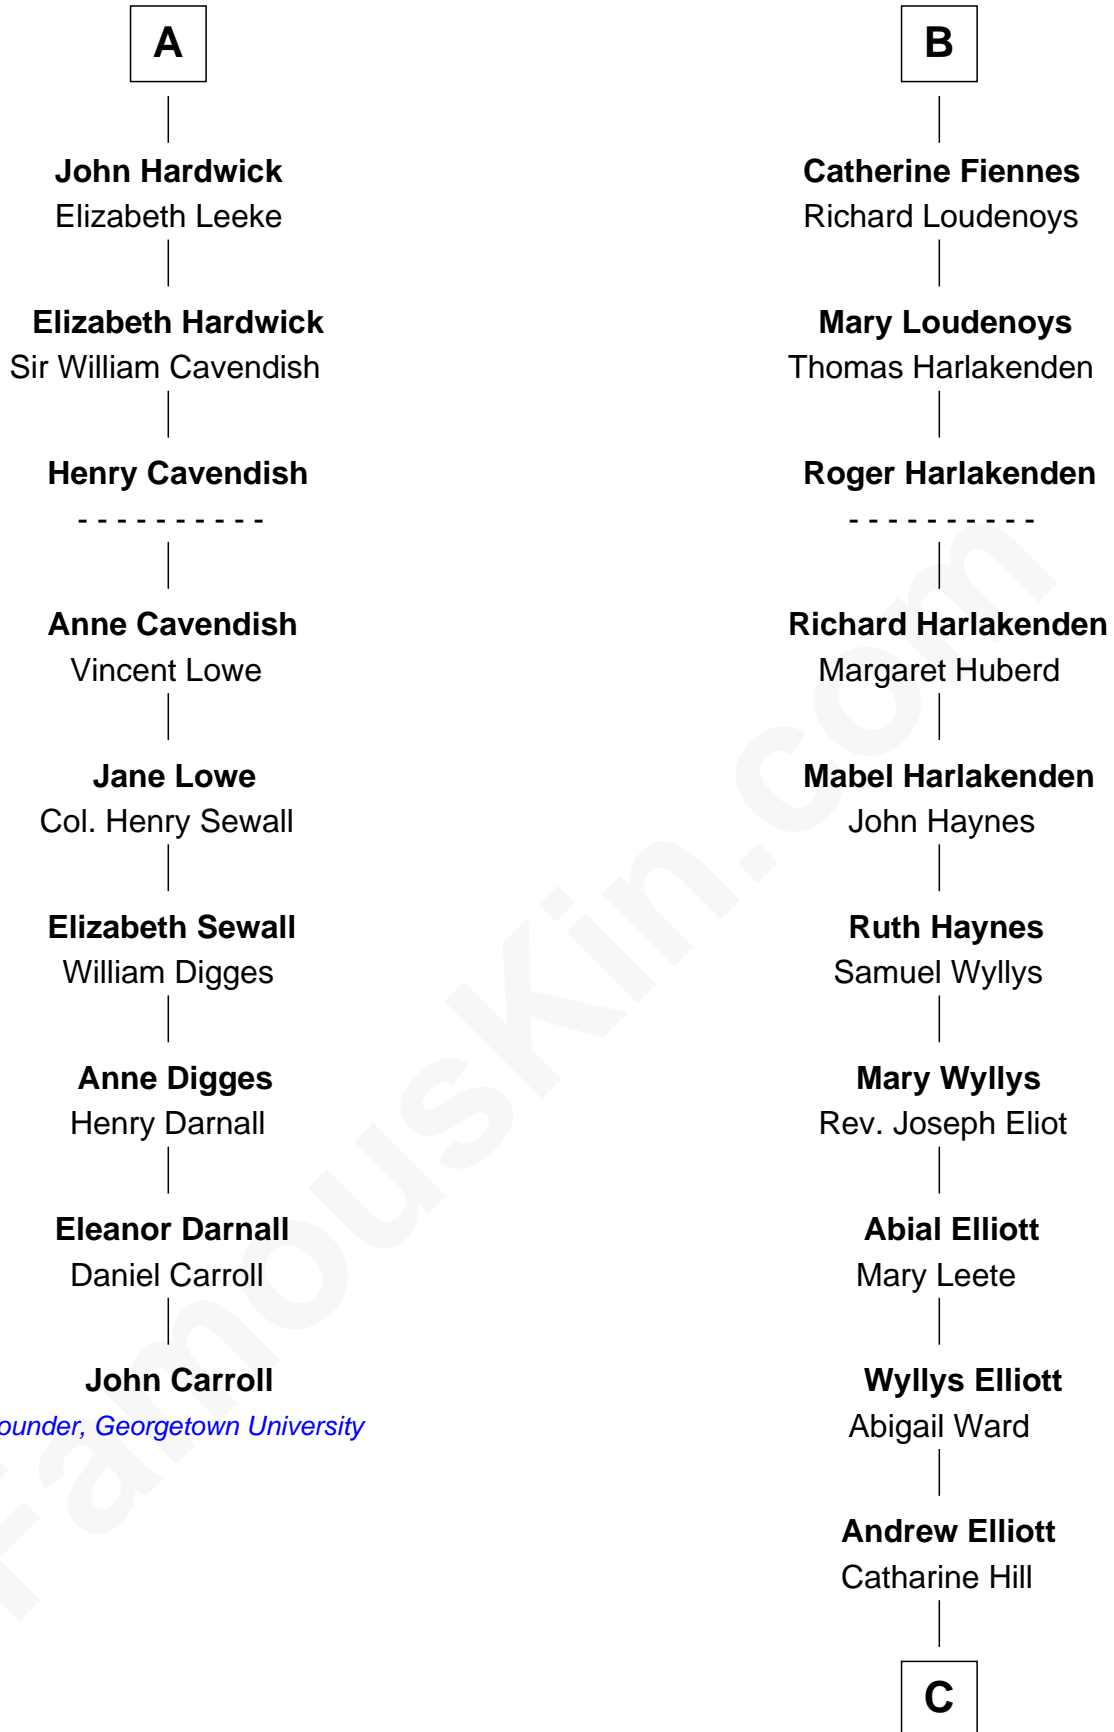 A
John Hardwick
Elizabeth Leeke
Elizabeth Hardwick
Sir William Cavendish
Henry Cavendish
- - - - - - - - - -
Anne Cavendish
Vincent Lowe
Jane Lowe
Col. Henry Sewall
Elizabeth Sewall
William Digges
Anne Digges
Henry Darnall
Eleanor Darnall
Daniel Carroll
John Carroll
ounder, Georgetown University
B
Catherine Fiennes
Richard Loudenoys
Mary Loudenoys
Thomas Harlakenden
Roger Harlakenden
- - - - - - - - - -
Richard Harlakenden
Margaret Huberd
Mabel Harlakenden
John Haynes
Ruth Haynes
Samuel Wyllys
Mary Wyllys
Rev. Joseph Eliot
Abial Elliott
Mary Leete
Wyllys Elliott
Abigail Ward
Andrew Elliott
Catharine Hill
C
FamousKin.com